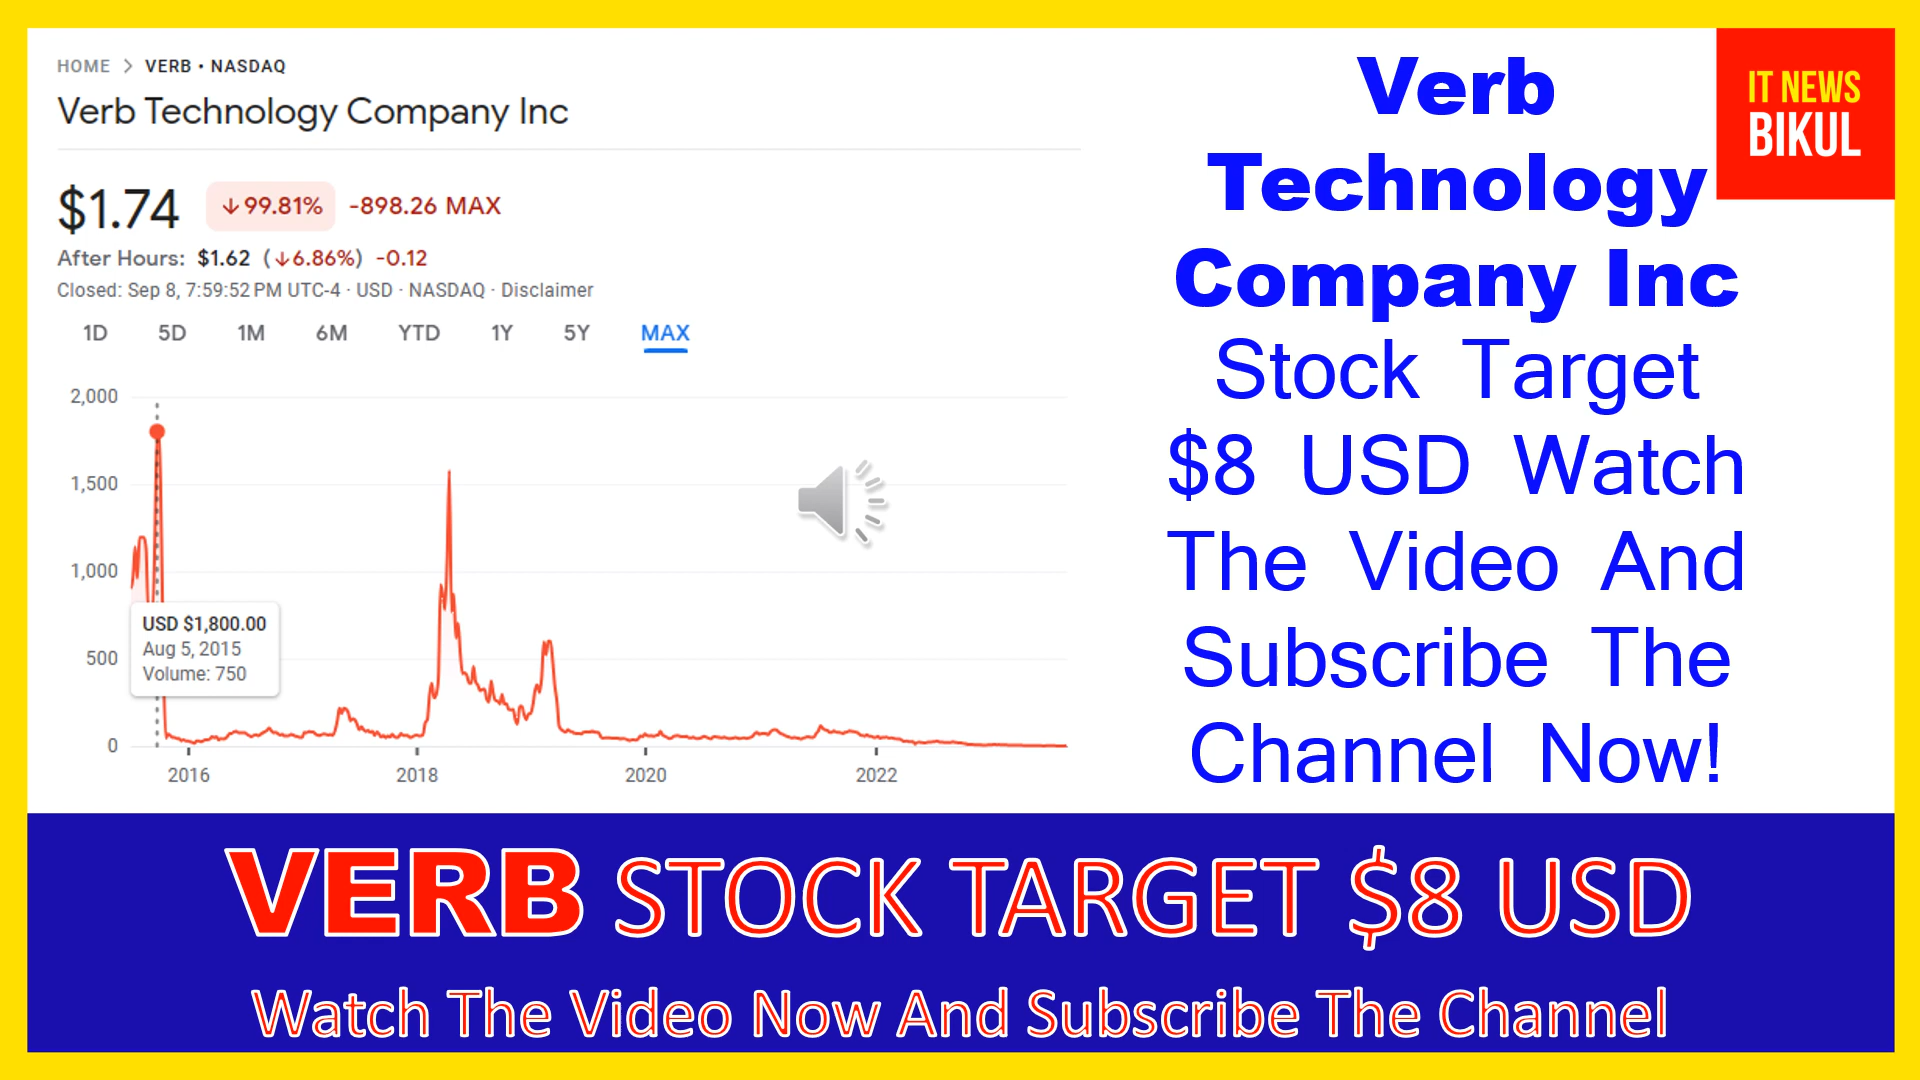 HOME > VERB • NASDAQ
Verb Technology Company Inc
$1.74 ↓99.81% -898.26 MAX
After Hours: $1.62 (↓6.86%) -0.12
Closed: Sep 8, 7:59:52 PM UTC-4 · USD · NASDAQ · Disclaimer
1D 5D 1M 6M YTD 1Y 5Y MAX
2,000
1,500
1,000
500
0
USD $1,800.00
Aug 5, 2015
Volume: 750
2016 2018 2020 2022
Verb
Technology
Company Inc
Stock Target
$8 USD Watch
The Video And
Subscribe The
Channel Now!
IT NEWS
BIKUL
VERB STOCK TARGET $8 USD
Watch The Video Now And Subscribe The Channel